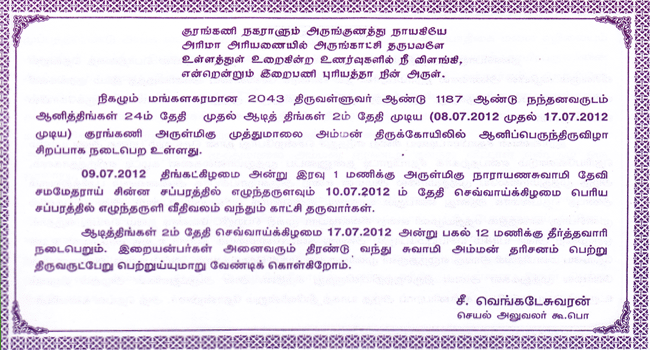 குரங்கணி நகராளும் அருங்குணத்து நாயகியே
அரிமா அரியணையில் அருங்காட்சி தருபவளே
உள்ளத்துள் உறைகின்ற உணர்வுகளில் நீ விளங்கி,
என்றென்றும் இறைபணி புரியத்தா நின் அருள்.
நிகழும் மங்களகரமான 2043 திருவள்ளுவர் ஆண்டு 1187 ஆண்டு நந்தனவருடம்
ஆனித்திங்கள் 24ம் தேதி முதல் ஆடித் திங்கள் 2ம் தேதி முடிய (08.07.2012 முதல் 17.07.2012
முடிய) குரங்கணி அருள்மிகு முத்துமாலை அம்மன் திருக்கோயிலில் ஆனிப்பெருந்திருவிழா
சிறப்பாக நடைபெற உள்ளது.
09.07.2012 திங்கட்கிழமை அன்று இரவு 1 மணிக்கு அருள்மிகு நாராயணசுவாமி தேவி
சமமேதராய் சின்ன சப்பரத்தில் எழுந்தருளவும் 10.07.2012 ம் தேதி செவ்வாய்க்கிழமை பெரிய
சப்பரத்தில் எழுந்தருளி வீதிவலம் வந்தும் காட்சி தருவார்கள்.
ஆடித்திங்கள் 2ம் தேதி செவ்வாய்க்கிழமை 17.07.2012 அன்று பகல் 12 மணிக்கு தீர்த்தவாரி
நடைபெறும். இறையன்பர்கள் அனைவரும் திரண்டு வந்து சுவாமி அம்மன் தரிசனம் பெற்று
திருவருட்பேறு பெற்றுய்யுமாறு வேண்டிக் கொள்கிறோம்.
சீ. வெங்கடேசுவரன்
செயல் அலுவலர் கூ.பொ